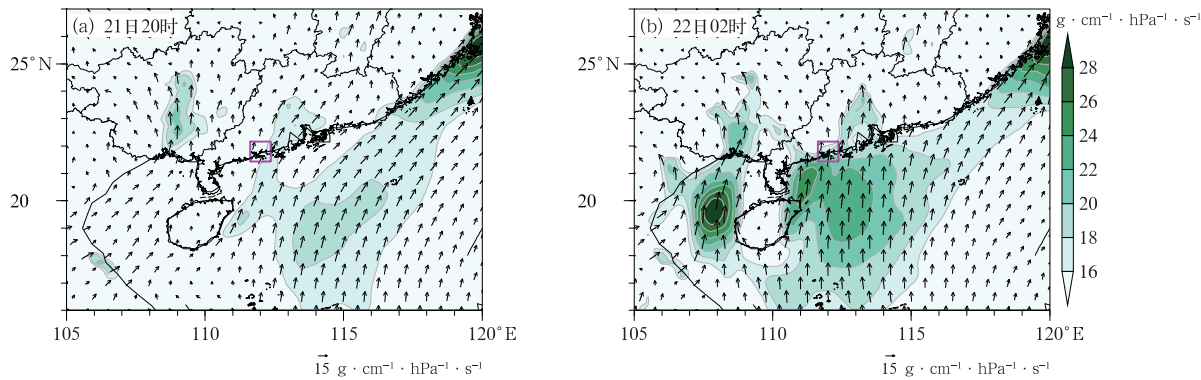 (a) 21日20时
25°N
20
105
110
115
120°E
15 g · cm⁻¹ · hPa⁻¹ · s⁻¹
(b) 22日02时
25°N
20
105
110
115
120°E
15 g · cm⁻¹ · hPa⁻¹ · s⁻¹
g · cm⁻¹ · hPa⁻¹ · s⁻¹
28
26
24
22
20
18
16